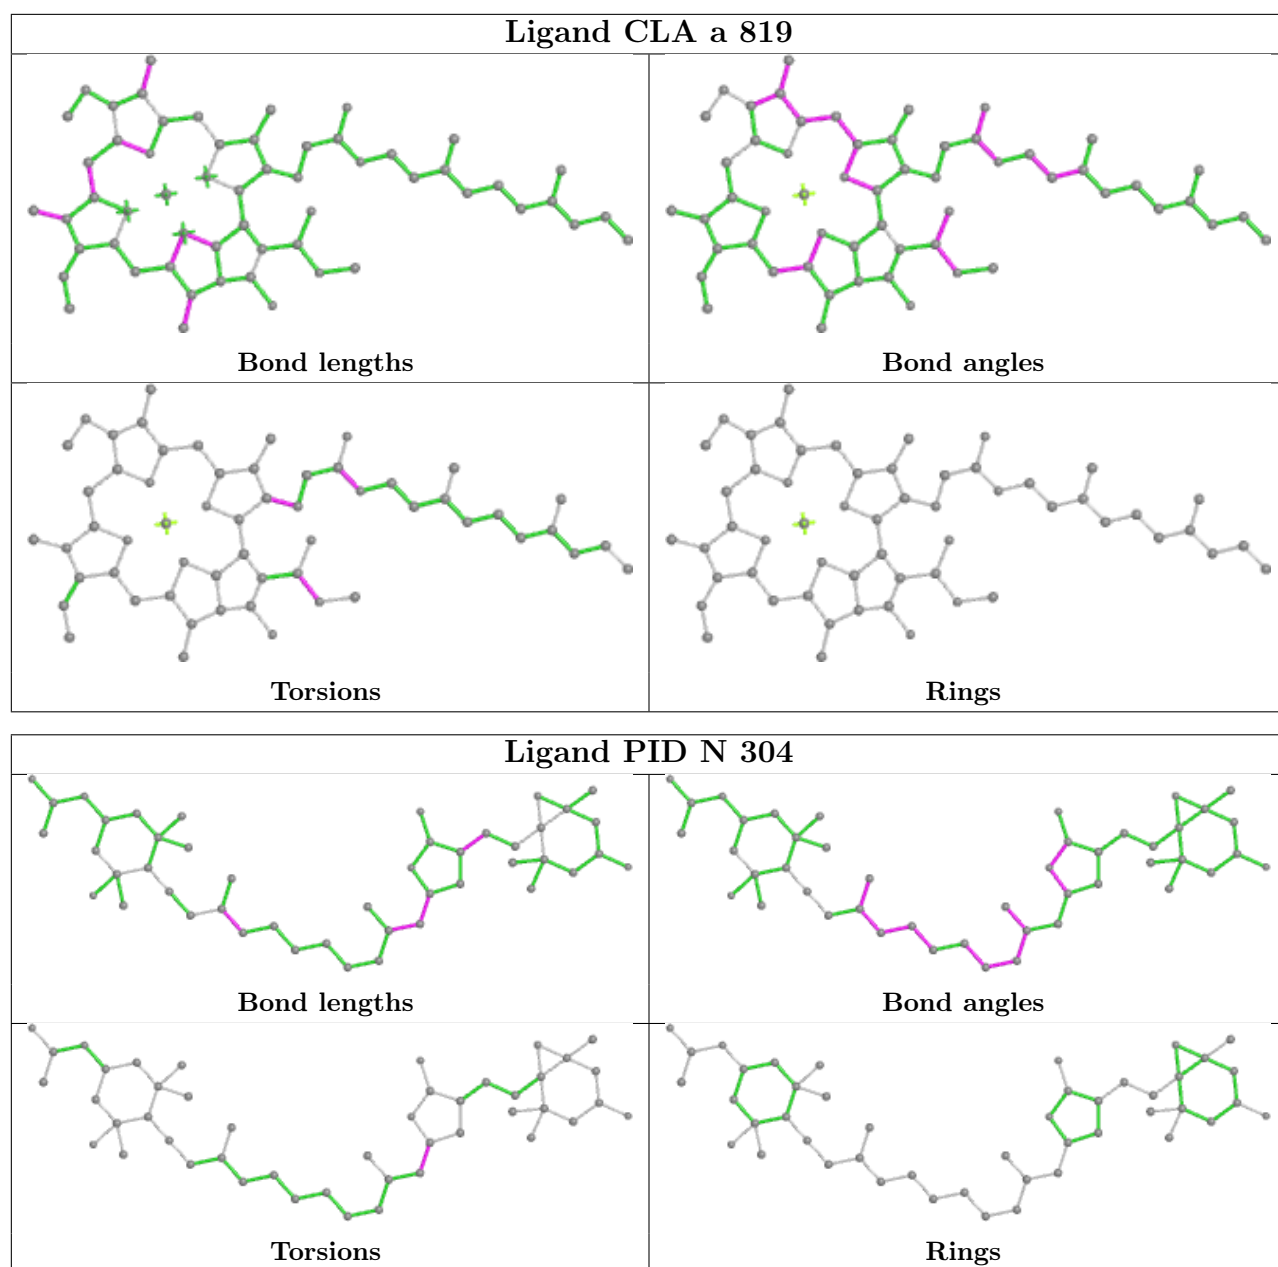 Ligand CLA a 819
Bond lengths
Bond angles
Torsions
Rings
Ligand PID N 304
Bond lengths
Bond angles
Torsions
Rings